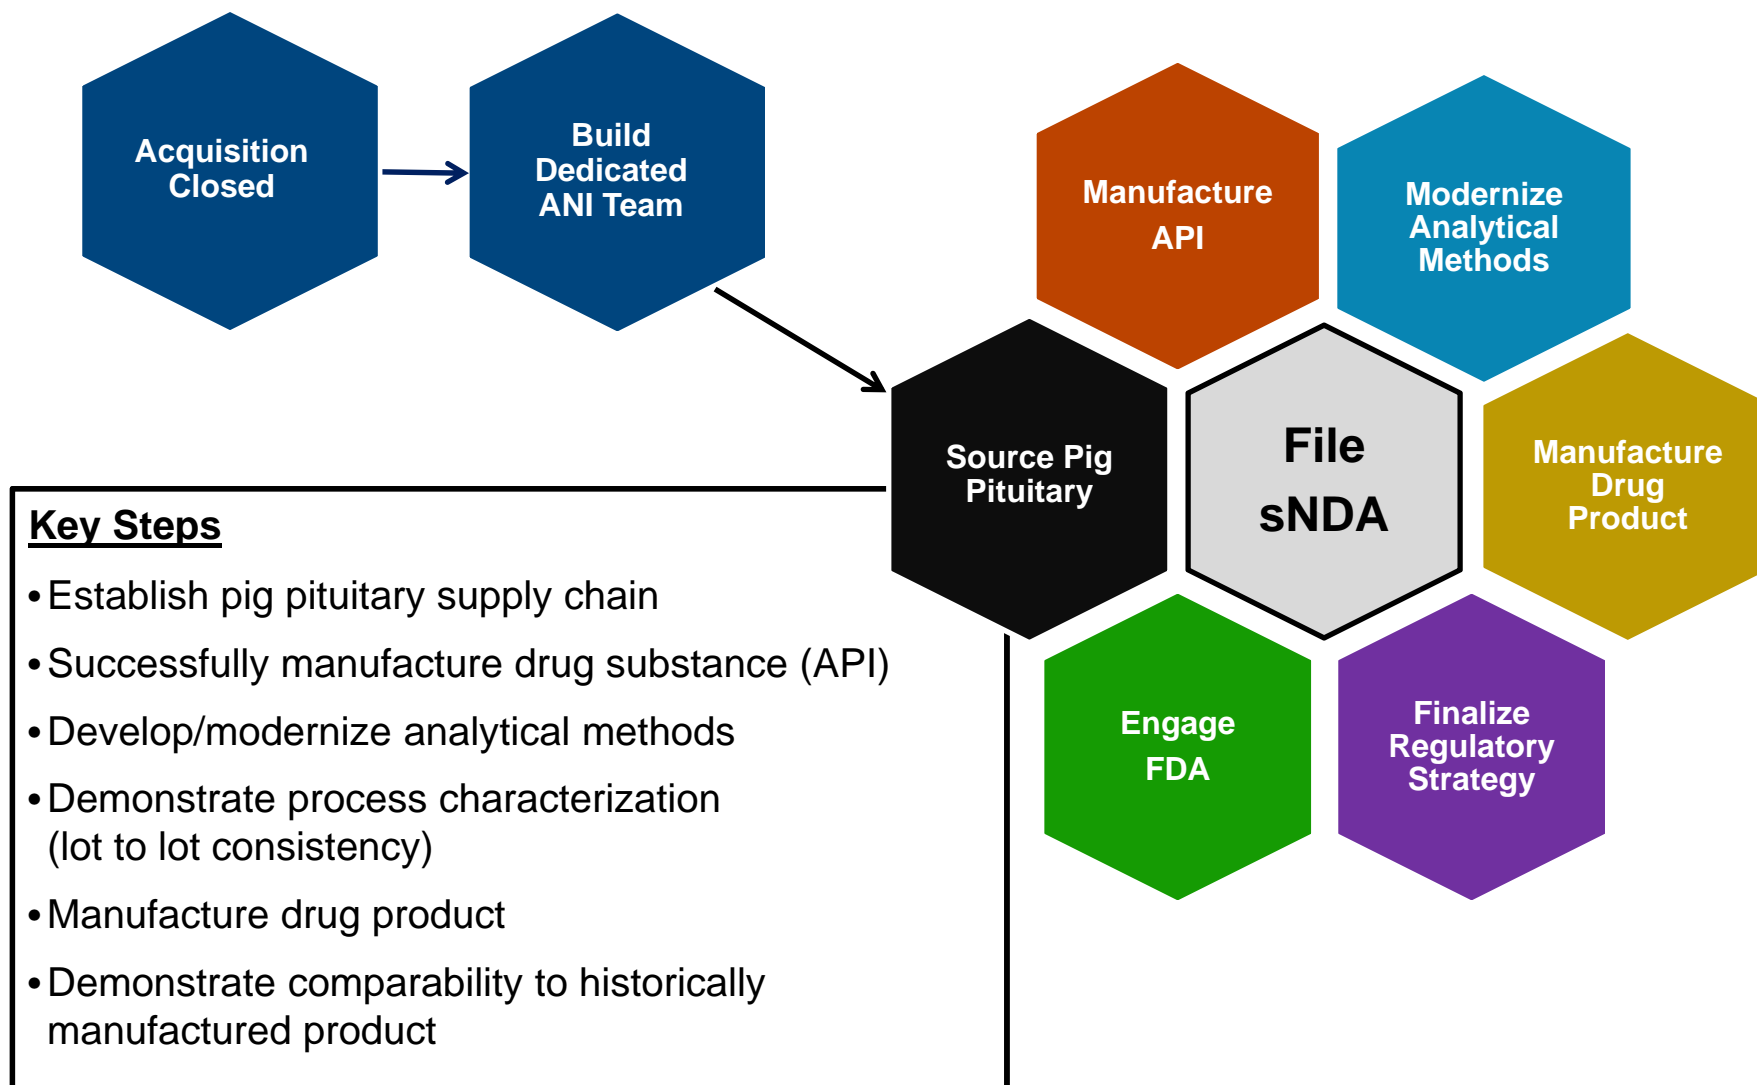 Acquisition
Closed
Build
Dedicated
ANI Team
Manufacture
API
Modernize
Analytical
Methods
Source Pig
Pituitary
File
sNDA
Manufacture
Drug
Product
Engage
FDA
Finalize
Regulatory
Strategy
Key Steps
•Establish pig pituitary supply chain
•Successfully manufacture drug substance (API)
•Develop/modernize analytical methods
•Demonstrate process characterization
(lot to lot consistency)
•Manufacture drug product
•Demonstrate comparability to historically
manufactured product